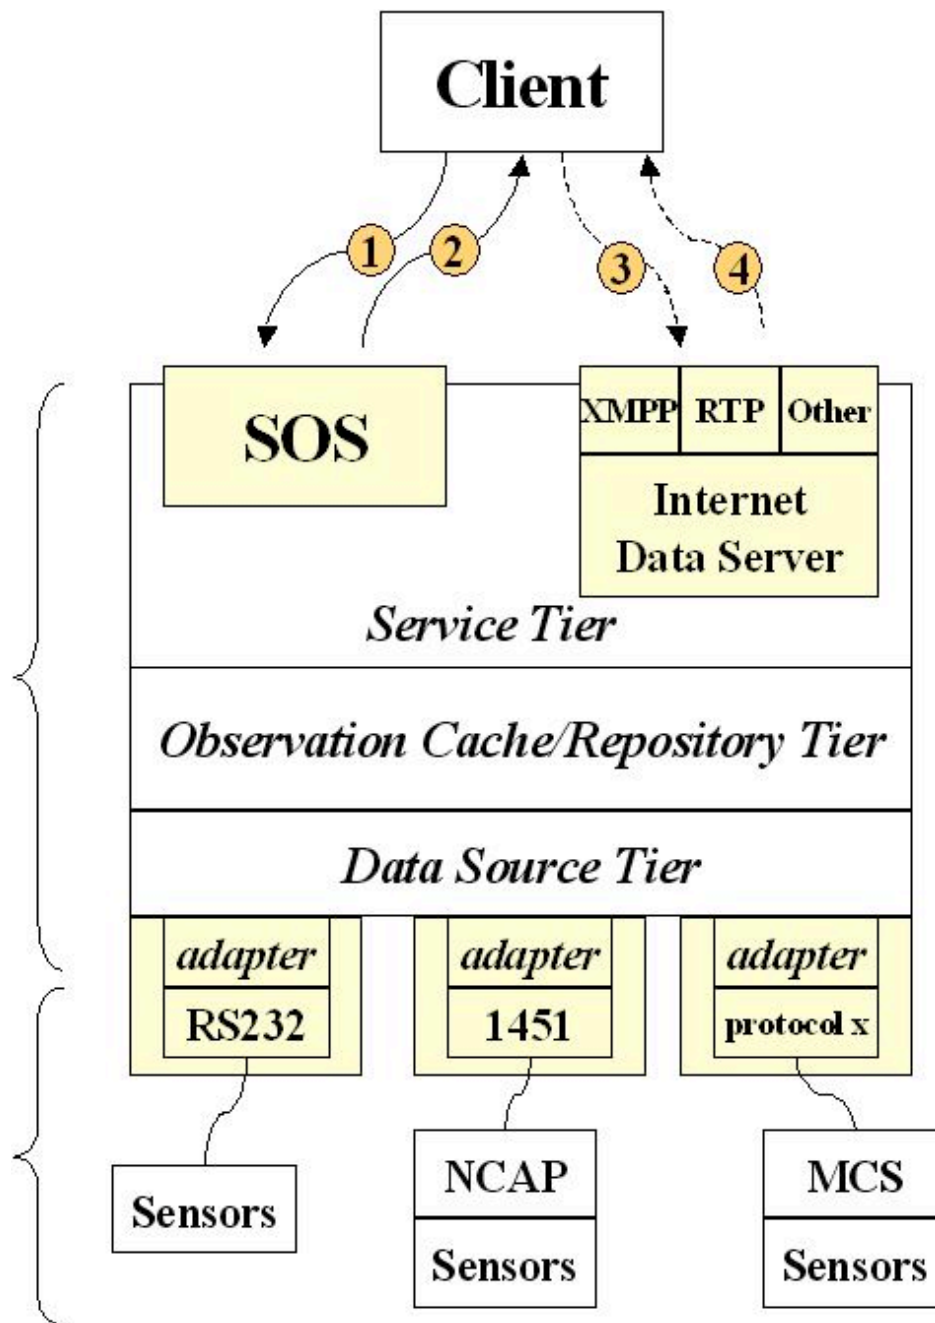 Client
1
2
3
4
SOS
XMPP
RTP
Other
Internet
Data Server
Service Tier
Observation Cache/Repository Tier
Data Source Tier
adapter
adapter
adapter
RS232
1451
protocol x
Sensors
NCAP
Sensors
MCS
Sensors